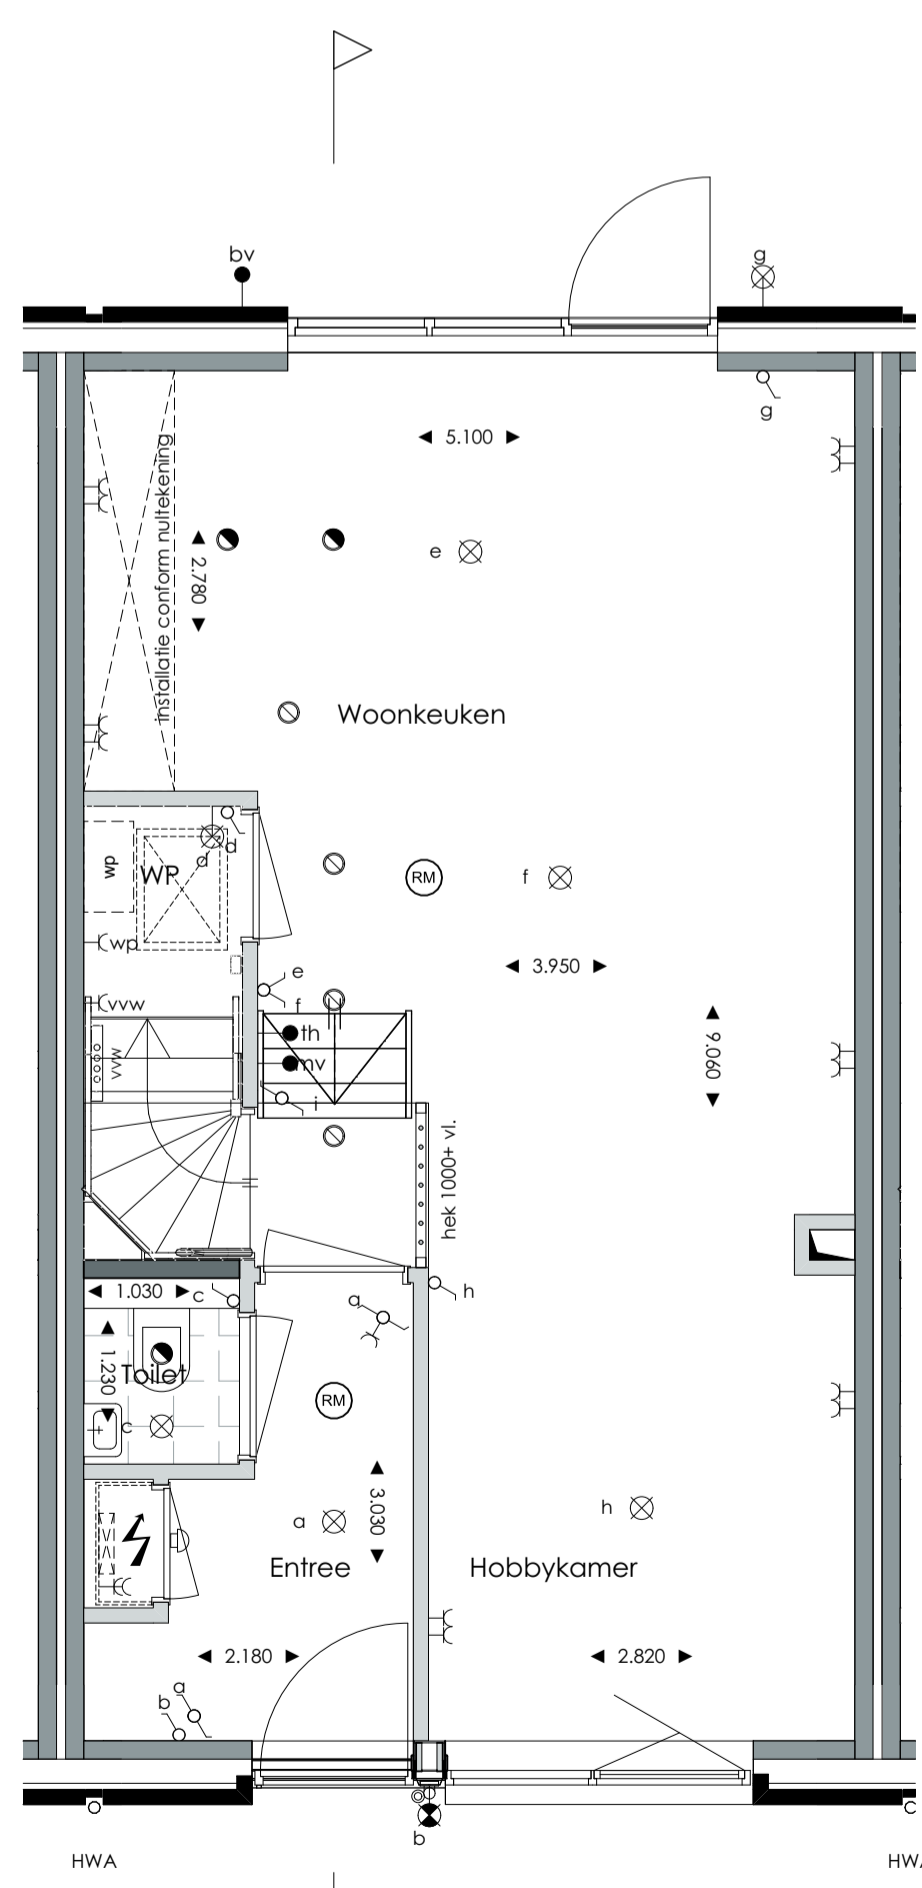 bv
g
g
5.100
installatie conform nultekening
2.780
e
Woonkeuken
d
d
wp
WP
RM
f
wp
3.950
e
vvw
f
th
vvw
mv
9.060
i
hek 1000+ vl.
1.030
c
h
a
1.230
Toilet
RM
c
a
3.030
h
Entree
Hobbykamer
2.180
2.820
a
b
b
HWA
HWA